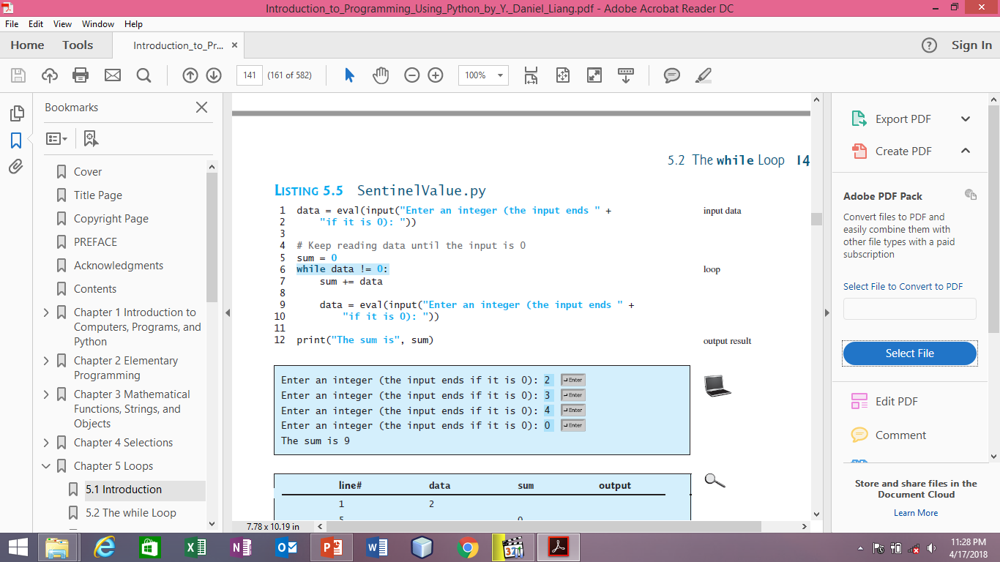 Introduction_to_Programming_Using_Python_by_Y._Daniel_Liang.pdf - Adobe Acrobat Reader DC
File Edit View Window Help
Home Tools Introduction_to_Pr... × Sign In
141 (161 of 582) 100%
Bookmarks
Cover
Title Page
Copyright Page
PREFACE
Acknowledgments
Contents
Chapter 1 Introduction to
Computers, Programs, and
Python
Chapter 2 Elementary
Programming
Chapter 3 Mathematical
Functions, Strings, and
Objects
Chapter 4 Selections
Chapter 5 Loops
5.1 Introduction
5.2 The while Loop
5.2 The while Loop 14
LISTING 5.5 SentinelValue.py
1 data = eval(input("Enter an integer (the input ends " + input data
2 "if it is 0): "))
3
4 # Keep reading data until the input is 0
5 sum = 0
6 while data != 0: loop
7 sum += data
8
9 data = eval(input("Enter an integer (the input ends " +
10 "if it is 0): "))
11
12 print("The sum is", sum) output result
Enter an integer (the input ends if it is 0): 2 Enter
Enter an integer (the input ends if it is 0): 3 Enter
Enter an integer (the input ends if it is 0): 4 Enter
Enter an integer (the input ends if it is 0): 0 Enter
The sum is 9
line# data sum output
1 2
5 0
7.78 x 10.19 in
Export PDF
Create PDF
Adobe PDF Pack
Convert files to PDF and
easily combine them with
other file types with a paid
subscription
Select File to Convert to PDF
Select File
Edit PDF
Comment
Store and share files in the
Document Cloud
Learn More
11:28 PM
4/17/2018